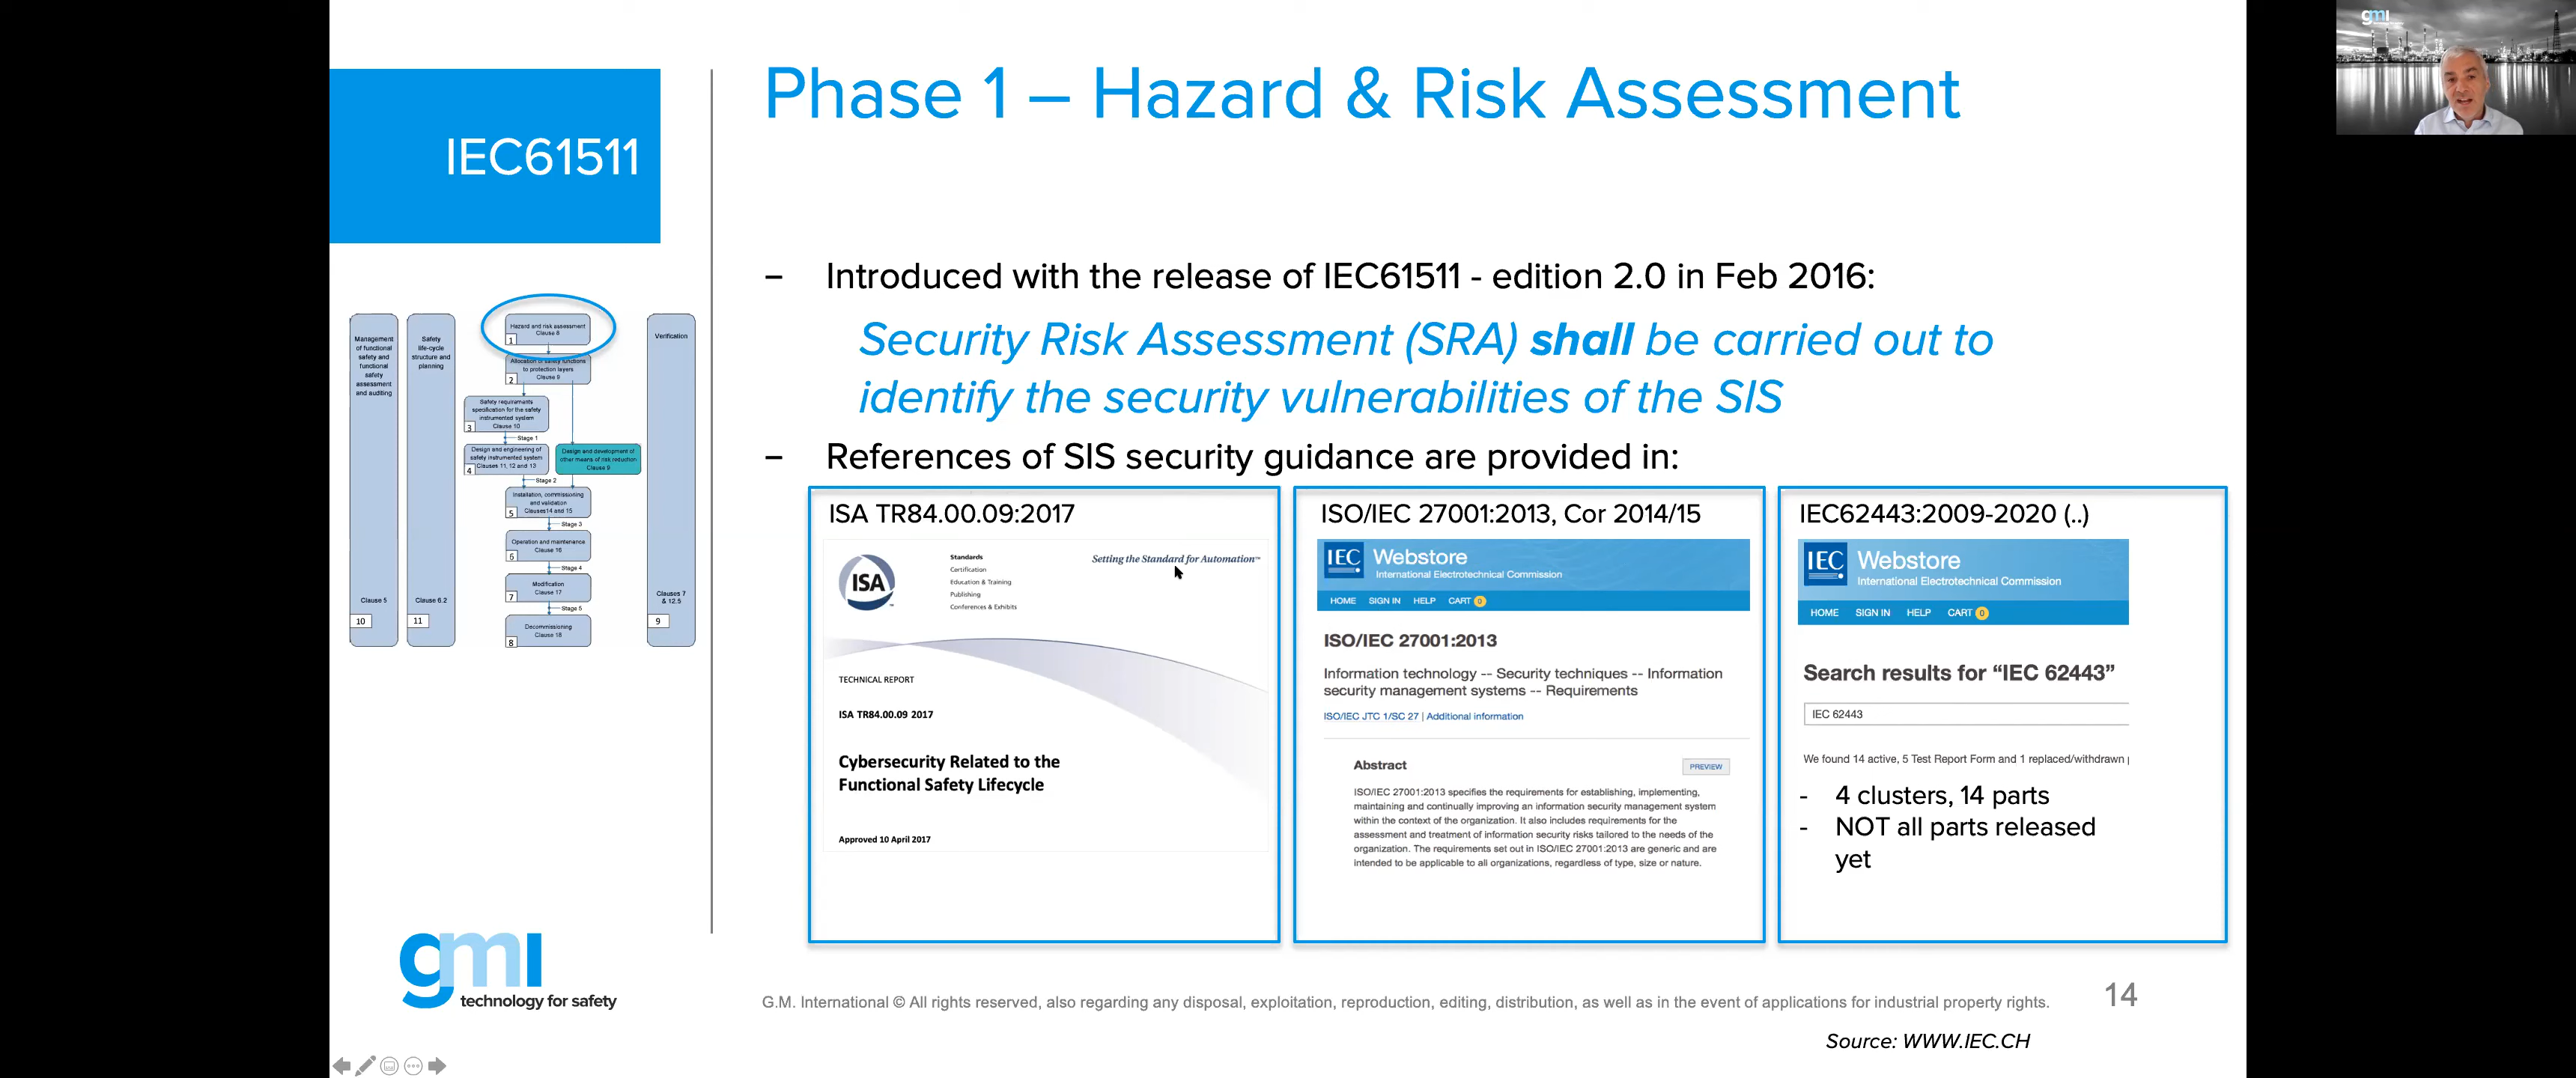 gmi
IEC61511
Phase 1 – Hazard & Risk Assessment
– Introduced with the release of IEC61511 - edition 2.0 in Feb 2016:
Security Risk Assessment (SRA) shall be carried out to
identify the security vulnerabilities of the SIS
– References of SIS security guidance are provided in:
Management
of functional
safety and
functional
safety
assessment
and auditing
Clause 5
10
Safety
life-cycle
structure and
planning
Clause 6.2
11
Hazard and risk assessment
Clause 8
1
Allocation of safety functions
to protection layers
Clause 9
2
Safety requirements
specification for the safety
instrumented system
Clause 10
3
Stage 1
Design and engineering of
safety instrumented system
Clauses 11, 12 and 13
4
Design and development of
other means of risk reduction
Clause 9
Stage 2
Installation, commissioning
and validation
Clauses14 and 15
5
Stage 3
Operation and maintenance
Clause 16
6
Stage 4
Modification
Clause 17
7
Stage 5
Decommissioning
Clause 18
8
Verification
Clauses 7
& 12.5
9
ISA TR84.00.09:2017
ISA
Standards
Certification
Education & Training
Publishing
Conferences & Exhibits
Setting the Standard for Automation™
TECHNICAL REPORT
ISA TR84.00.09 2017
Cybersecurity Related to the
Functional Safety Lifecycle
Approved 10 April 2017
ISO/IEC 27001:2013, Cor 2014/15
IEC Webstore
International Electrotechnical Commission
HOME SIGN IN HELP CART 0
ISO/IEC 27001:2013
Information technology -- Security techniques -- Information
security management systems -- Requirements
ISO/IEC JTC 1/SC 27 | Additional information
Abstract
PREVIEW
ISO/IEC 27001:2013 specifies the requirements for establishing, implementing,
maintaining and continually improving an information security management system
within the context of the organization. It also includes requirements for the
assessment and treatment of information security risks tailored to the needs of the
organization. The requirements set out in ISO/IEC 27001:2013 are generic and are
intended to be applicable to all organizations, regardless of type, size or nature.
IEC62443:2009-2020 (..)
IEC Webstore
International Electrotechnical Commission
HOME SIGN IN HELP CART 0
Search results for “IEC 62443”
IEC 62443
We found 14 active, 5 Test Report Form and 1 replaced/withdrawn
- 4 clusters, 14 parts
- NOT all parts released
yet
gmi
technology for safety
G.M. International © All rights reserved, also regarding any disposal, exploitation, reproduction, editing, distribution, as well as in the event of applications for industrial property rights.
14
Source: WWW.IEC.CH